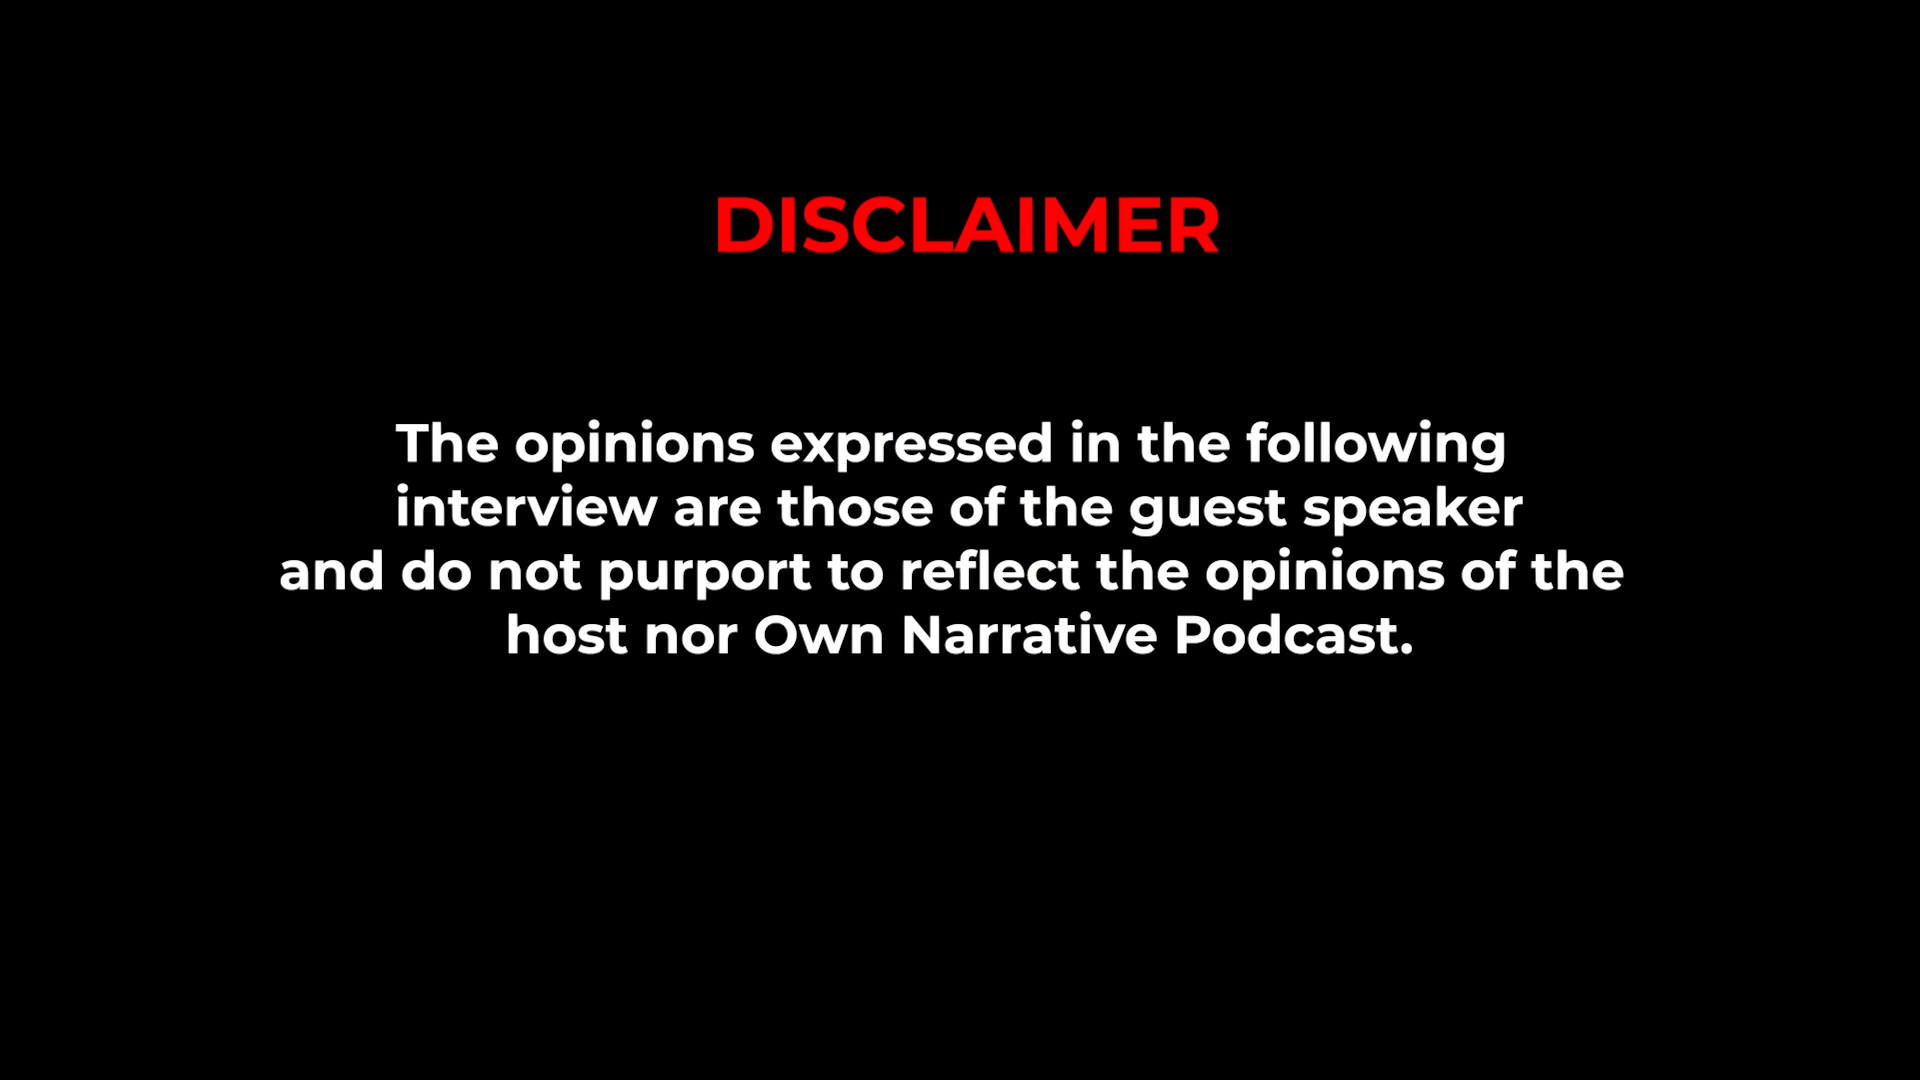 DISCLAIMER
The opinions expressed in the following
interview are those of the guest speaker
and do not purport to reflect the opinions of the
host nor Own Narrative Podcast.